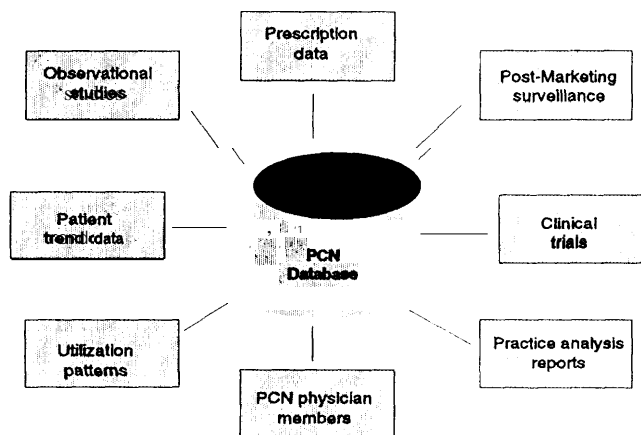 Prescription
data
Observational
studies
Post-Marketing
surveillance
Patient
trend data
PCN
Database
Clinical
trials
Utilization
patterns
PCN physician
members
Practice analysis
reports